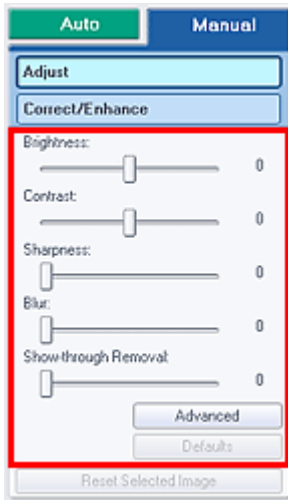 Auto Manual
Adjust
Correct/Enhance
Brightness:
0
Contrast:
0
Sharpness:
0
Blur:
0
Show-through Removal:
0
Advanced
Defaults
Reset Selected Image